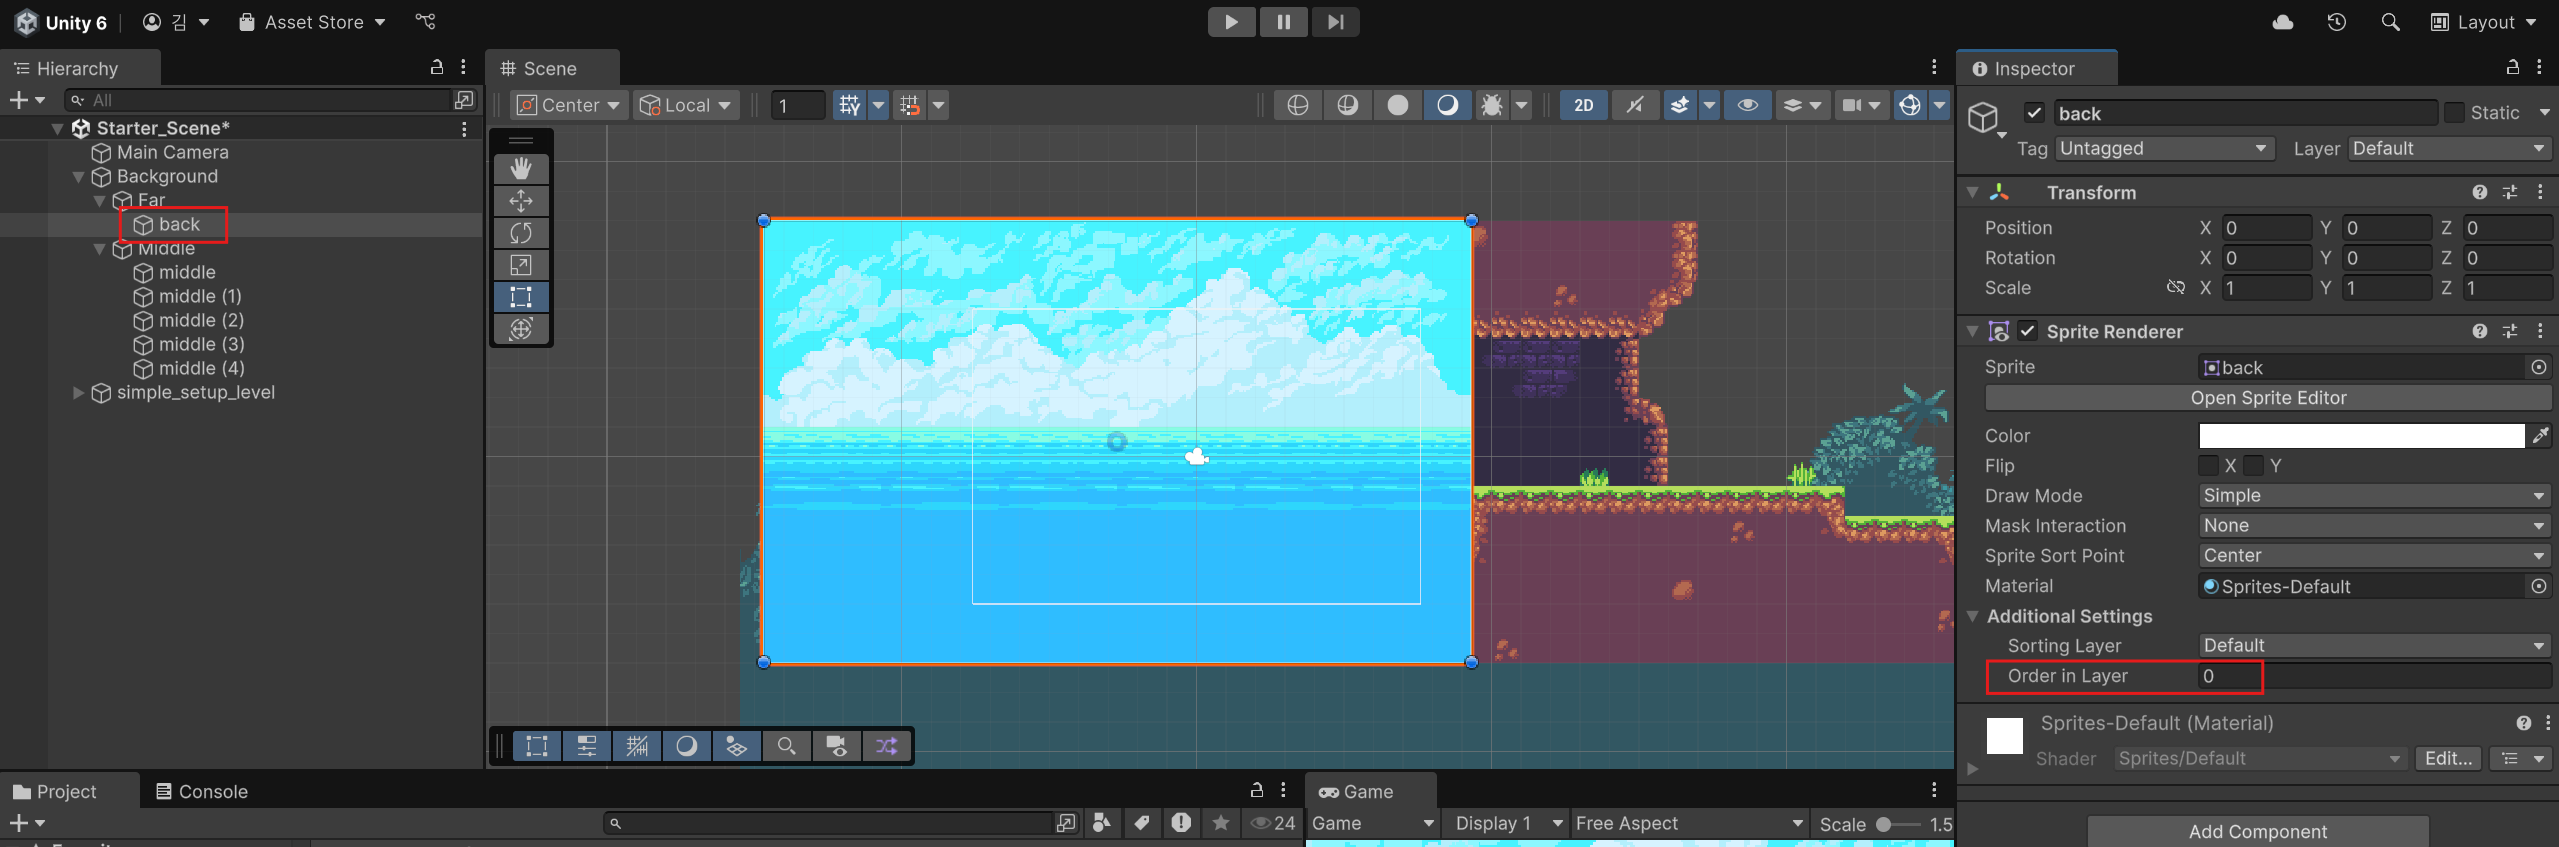 Unity 6 김 Asset Store Layout
Hierarchy
All
Starter_Scene*
Main Camera
Background
Far
back
Middle
middle
middle (1)
middle (2)
middle (3)
middle (4)
simple_setup_level
Scene
Center Local 1 2D
Inspector
back Static
Tag Untagged Layer Default
Transform
Position X 0 Y 0 Z 0
Rotation X 0 Y 0 Z 0
Scale X 1 Y 1 Z 1
Sprite Renderer
Sprite back
Open Sprite Editor
Color
Flip X Y
Draw Mode Simple
Mask Interaction None
Sprite Sort Point Center
Material Sprites-Default
Additional Settings
Sorting Layer Default
Order in Layer 0
Sprites-Default (Material)
Shader Sprites/Default Edit...
Add Component
Project Console
24
Game
Game Display 1 Free Aspect Scale 1.5